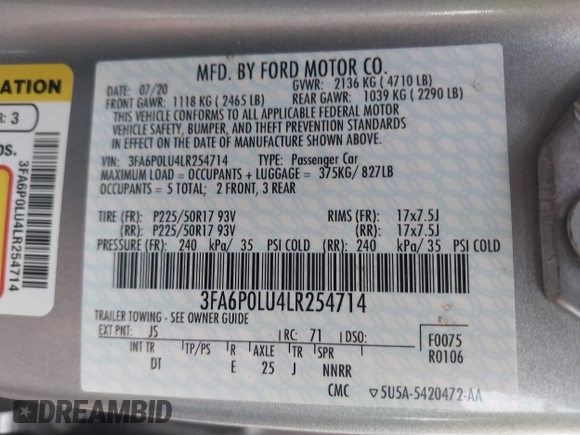 ATION
R: 3
os.
3FA6P0LU4LR254714
MFD. BY FORD MOTOR CO.
DATE: 07/20 GVWR: 2136 KG ( 4710 LB)
FRONT GAWR: 1118 KG ( 2465 LB) REAR GAWR: 1039 KG ( 2290 LB)
THIS VEHICLE CONFORMS TO ALL APPLICABLE FEDERAL MOTOR
VEHICLE SAFETY, BUMPER, AND THEFT PREVENTION STANDARDS
IN EFFECT ON THE DATE OF MANUFACTURE SHOWN ABOVE.
VIN: 3FA6P0LU4LR254714 TYPE: Passenger Car
MAXIMUM LOAD = OCCUPANTS + LUGGAGE = 375KG/ 827LB
OCCUPANTS = 5 TOTAL; 2 FRONT, 3 REAR
TIRE (FR): P225/50R17 93V RIMS (FR): 17x7.5J
(RR): P225/50R17 93V (RR): 17x7.5J
PRESSURE (FR): 240 kPa/ 35 PSI COLD (RR): 240 kPa/ 35 PSI COLD
3FA6P0LU4LR254714
TRAILER TOWING - SEE OWNER GUIDE
EXT PNT: JS RC: 71 DSO: F0075
INT TR TP/PS R AXLE TR SPR R0106
DT E 25 J NNRR
CMC 5U5A-5420472-AA
DREAMBID